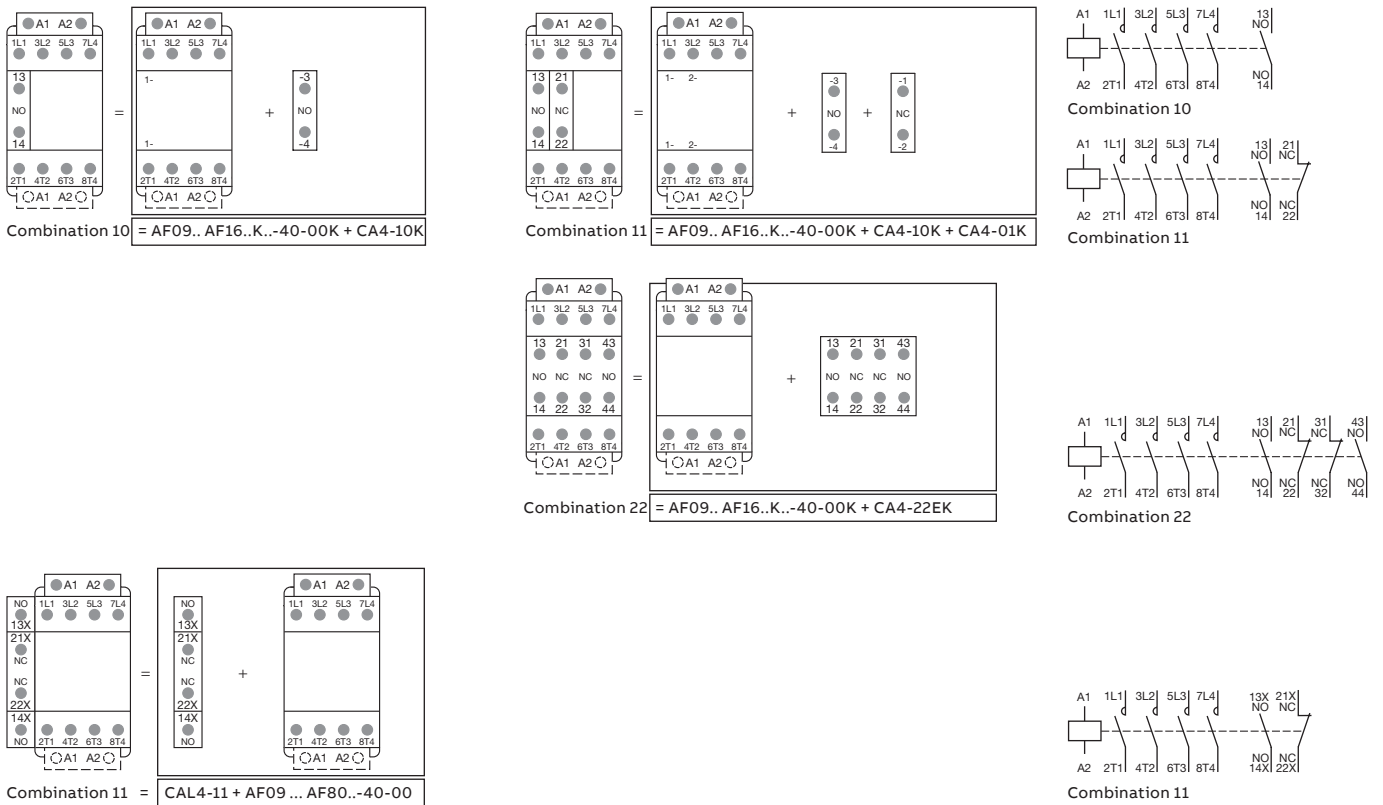 A1 A2
1L1 3L2 5L3 7L4
13
NO
14
2T1 4T2 6T3 8T4
A1 A2
=
A1 A2
1L1 3L2 5L3 7L4
1-
1-
2T1 4T2 6T3 8T4
A1 A2
+
-3
NO
-4
Combination 10 = AF09.. AF16..K..-40-00K + CA4-10K
A1 A2
1L1 3L2 5L3 7L4
13 21
NO NC
14 22
2T1 4T2 6T3 8T4
A1 A2
=
A1 A2
1L1 3L2 5L3 7L4
1- 2-
1- 2-
2T1 4T2 6T3 8T4
A1 A2
+
-3
NO
-4
+
-1
NC
-2
Combination 11 = AF09.. AF16..K..-40-00K + CA4-10K + CA4-01K
A1 1L1 3L2 5L3 7L4 13
NO
NO
A2 2T1 4T2 6T3 8T4 14
Combination 10
A1 1L1 3L2 5L3 7L4 13 21
NO NC
NO NC
A2 2T1 4T2 6T3 8T4 14 22
Combination 11
A1 A2
1L1 3L2 5L3 7L4
13 21 31 43
NO NC NC NO
14 22 32 44
2T1 4T2 6T3 8T4
A1 A2
=
A1 A2
1L1 3L2 5L3 7L4
2T1 4T2 6T3 8T4
A1 A2
+
13 21 31 43
NO NC NC NO
14 22 32 44
Combination 22 = AF09.. AF16..K..-40-00K + CA4-22EK
A1 1L1 3L2 5L3 7L4 13 21 31 43
NO NC NC NO
NO NC NC NO
A2 2T1 4T2 6T3 8T4 14 22 32 44
Combination 22
A1 A2
NO 1L1 3L2 5L3 7L4
13X
21X
NC
NC
22X
14X
NO 2T1 4T2 6T3 8T4
A1 A2
=
NO
13X
21X
NC
NC
22X
14X
NO
+
A1 A2
1L1 3L2 5L3 7L4
2T1 4T2 6T3 8T4
A1 A2
Combination 11 = CAL4-11 + AF09 ... AF80..-40-00
A1 1L1 3L2 5L3 7L4 13X 21X
NO NC
NO NC
A2 2T1 4T2 6T3 8T4 14X 22X
Combination 11